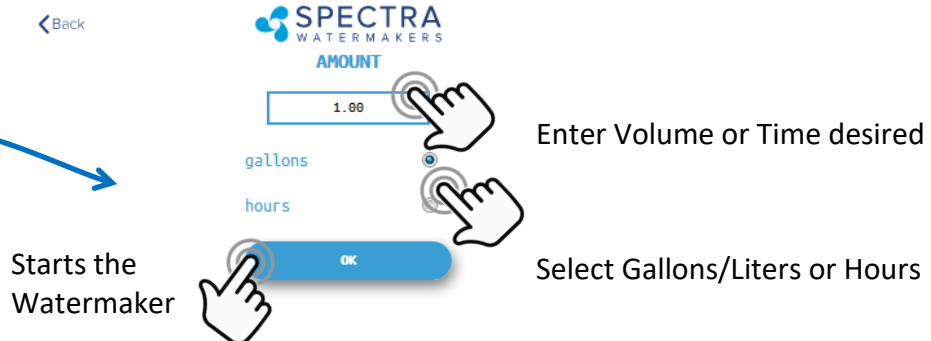 Back
SPECTRA
WATERMAKERS
AMOUNT
1.00
Enter Volume or Time desired
gallons
hours
OK
Starts the
Watermaker
Select Gallons/Liters or Hours